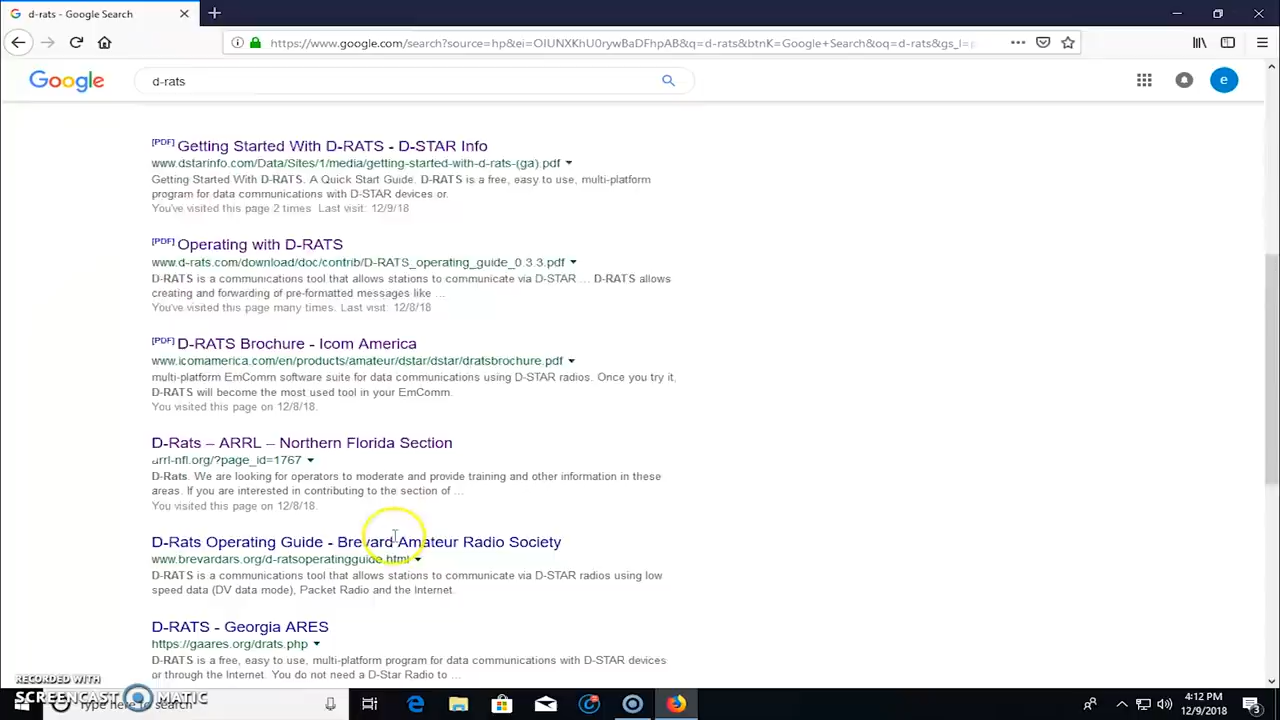 d-rats - Google Search
https://www.google.com/search?source=hp&ei=OIUNXKhU0rywBaDFhpAB&q=d-rats&btnK=Google+Search&oq=d-rats&gs_l=
Google
d-rats
e
[PDF] Getting Started With D-RATS - D-STAR Info
www.dstarinfo.com/Data/Sites/1/media/getting-started-with-d-rats-(ga).pdf
Getting Started With D-RATS. A Quick Start Guide. D-RATS is a free, easy to use, multi-platform
program for data communications with D-STAR devices or.
You've visited this page 2 times. Last visit: 12/9/18
[PDF] Operating with D-RATS
www.d-rats.com/download/doc/contrib/D-RATS_operating_guide_0.3.3.pdf
D-RATS is a communications tool that allows stations to communicate via D-STAR ... D-RATS allows
creating and forwarding of pre-formatted messages like ...
You've visited this page many times. Last visit: 12/8/18
[PDF] D-RATS Brochure - Icom America
www.icomamerica.com/en/products/amateur/dstar/dstar/dratsbrochure.pdf
multi-platform EmComm software suite for data communications using D-STAR radios. Once you try it,
D-RATS will become the most used tool in your EmComm.
You visited this page on 12/8/18.
D-Rats – ARRL – Northern Florida Section
arrl-nfl.org/?page_id=1767
D-Rats. We are looking for operators to moderate and provide training and other information in these
areas. If you are interested in contributing to the section of ...
You visited this page on 12/8/18.
D-Rats Operating Guide - Brevard Amateur Radio Society
www.brevardars.org/d-ratsoperatingguide.html
D-RATS is a communications tool that allows stations to communicate via D-STAR radios using low
speed data (DV data mode), Packet Radio and the Internet
D-RATS - Georgia ARES
https://gaares.org/drats.php
D-RATS is a free, easy to use, multi-platform program for data communications with D-STAR devices
or through the Internet. You do not need a D-Star Radio to ...
RECORDED WITH
SCREENCAST MATIC
Type here to search
4:12 PM
12/9/2018
3